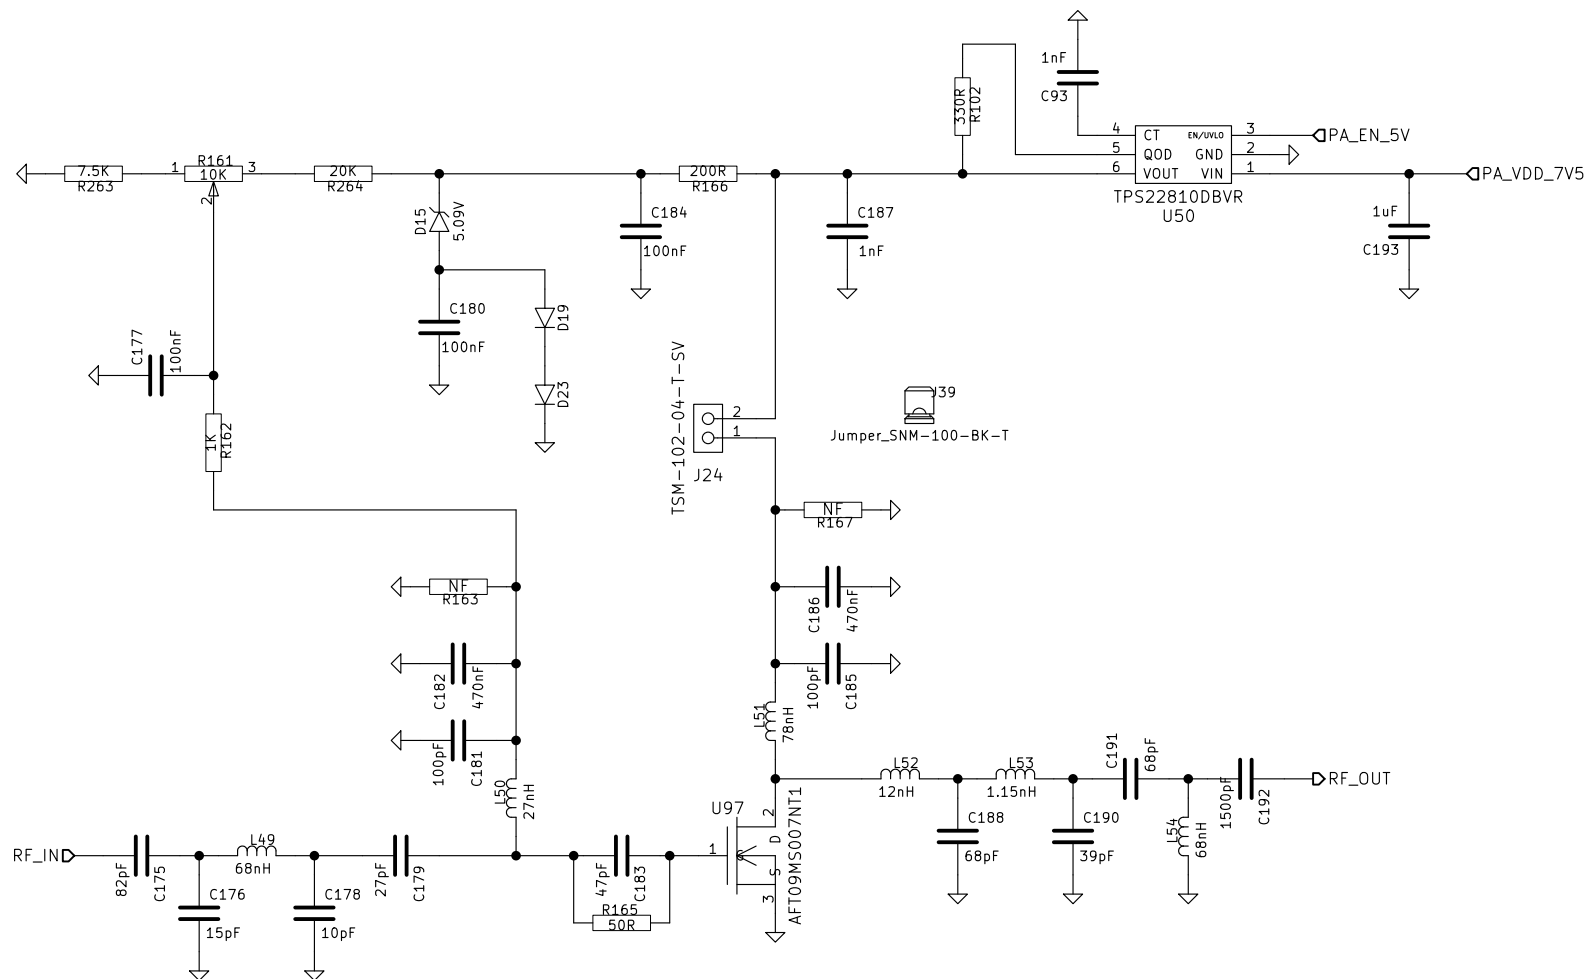 1nF
C93
330R
R102
4
CT
EN/UVLO
3
PA_EN_5V
5
QOD
GND
2
6
VOUT
VIN
1
PA_VDD_7V5
TPS22810DBVR
U50
7.5K
R263
1
R161
10K
3
2
20K
R264
200R
R166
D15
5.09V
C184
100nF
C187
1nF
1uF
C193
C180
100nF
D19
D23
C177
100nF
1K
R162
TSM-102-04-T-SV
2
1
J24
J39
Jumper_SNM-100-BK-T
NF
R167
NF
R163
C186
470nF
C182
470nF
100pF
C185
100pF
C181
L51
78nH
L50
27nH
L52
12nH
L53
1.15nH
C191
68pF
1500pF
C192
RF_OUT
C188
68pF
C190
39pF
L54
68nH
U97
2
D
1
G
S
3
AFT09MS007NT1
RF_IN
82pF
C175
L49
68nH
27pF
C179
47pF
C183
C176
15pF
C178
10pF
R165
50R